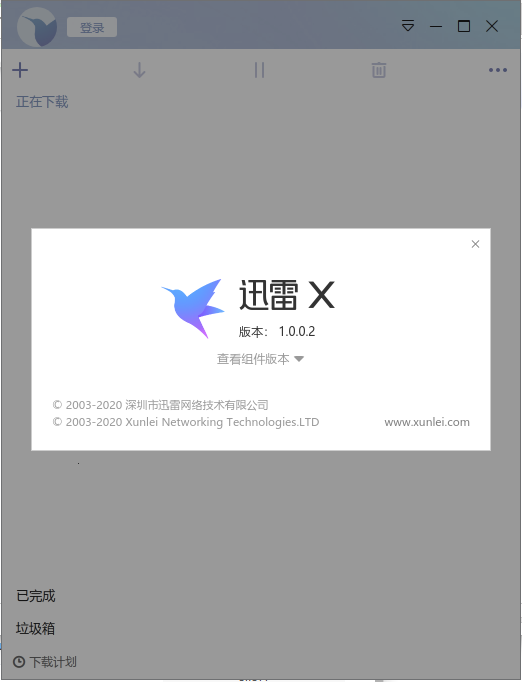 登录
正在下载
迅雷 X
版本： 1.0.0.2
查看组件版本
© 2003-2020 深圳市迅雷网络技术有限公司
© 2003-2020 Xunlei Networking Technologies.LTD
www.xunlei.com
已完成
垃圾箱
下载计划